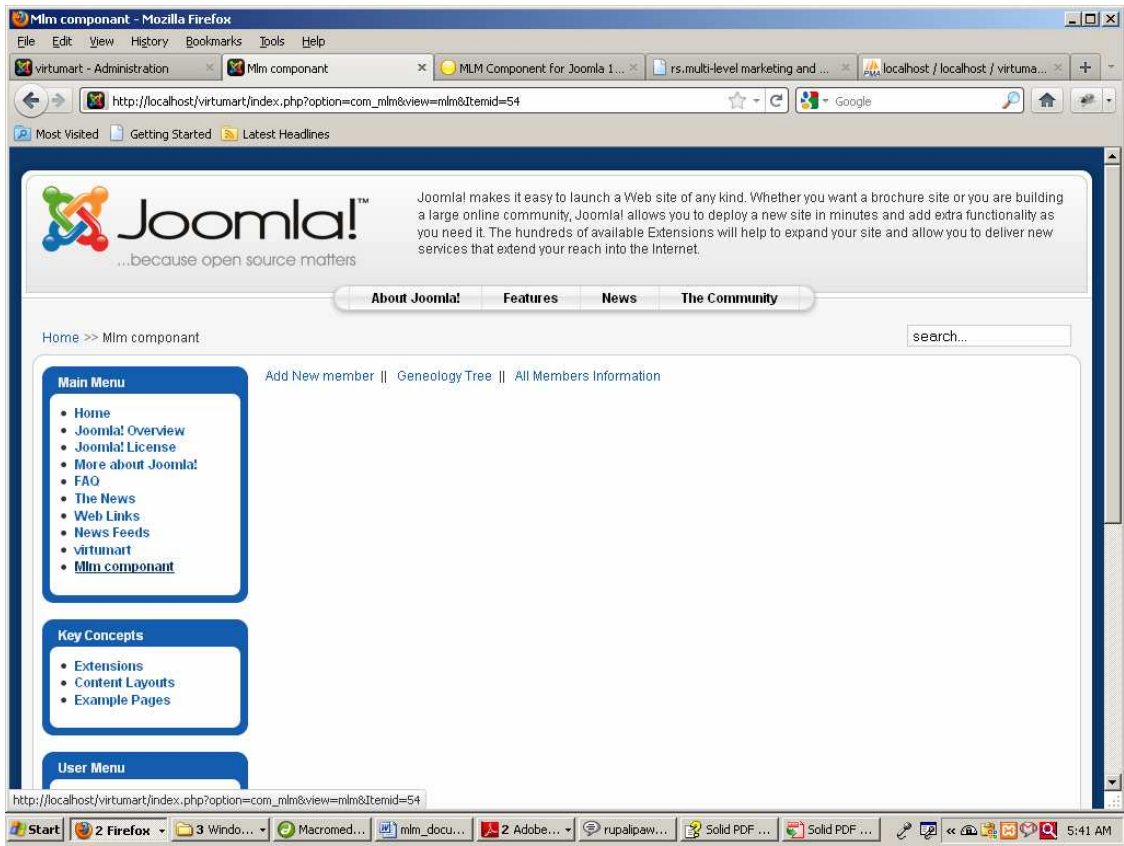 Mlm componant - Mozilla Firefox
File Edit View History Bookmarks Tools Help
virtumart - Administration
Mlm componant
MLM Component for Joomla 1...
rs.multi-level marketing and ...
localhost / localhost / virtuma...
http://localhost/virtumart/index.php?option=com_mlm&view=mlm&Itemid=54
Google
Most Visited Getting Started Latest Headlines
Joomla!™
...because open source matters
Joomla! makes it easy to launch a Web site of any kind. Whether you want a brochure site or you are building
a large online community, Joomla! allows you to deploy a new site in minutes and add extra functionality as
you need it. The hundreds of available Extensions will help to expand your site and allow you to deliver new
services that extend your reach into the Internet.
About Joomla! Features News The Community
Home >> Mlm componant
search...
Main Menu
Home
Joomla! Overview
Joomla! License
More about Joomla!
FAQ
The News
Web Links
News Feeds
virtumart
Mlm componant
Add New member || Geneology Tree || All Members Information
Key Concepts
Extensions
Content Layouts
Example Pages
User Menu
http://localhost/virtumart/index.php?option=com_mlm&view=mlm&Itemid=54
Start 2 Firefox 3 Windo... Macromed... mlm_docu... 2 Adobe... rupalipaw... Solid PDF ... Solid PDF ... « 5:41 AM